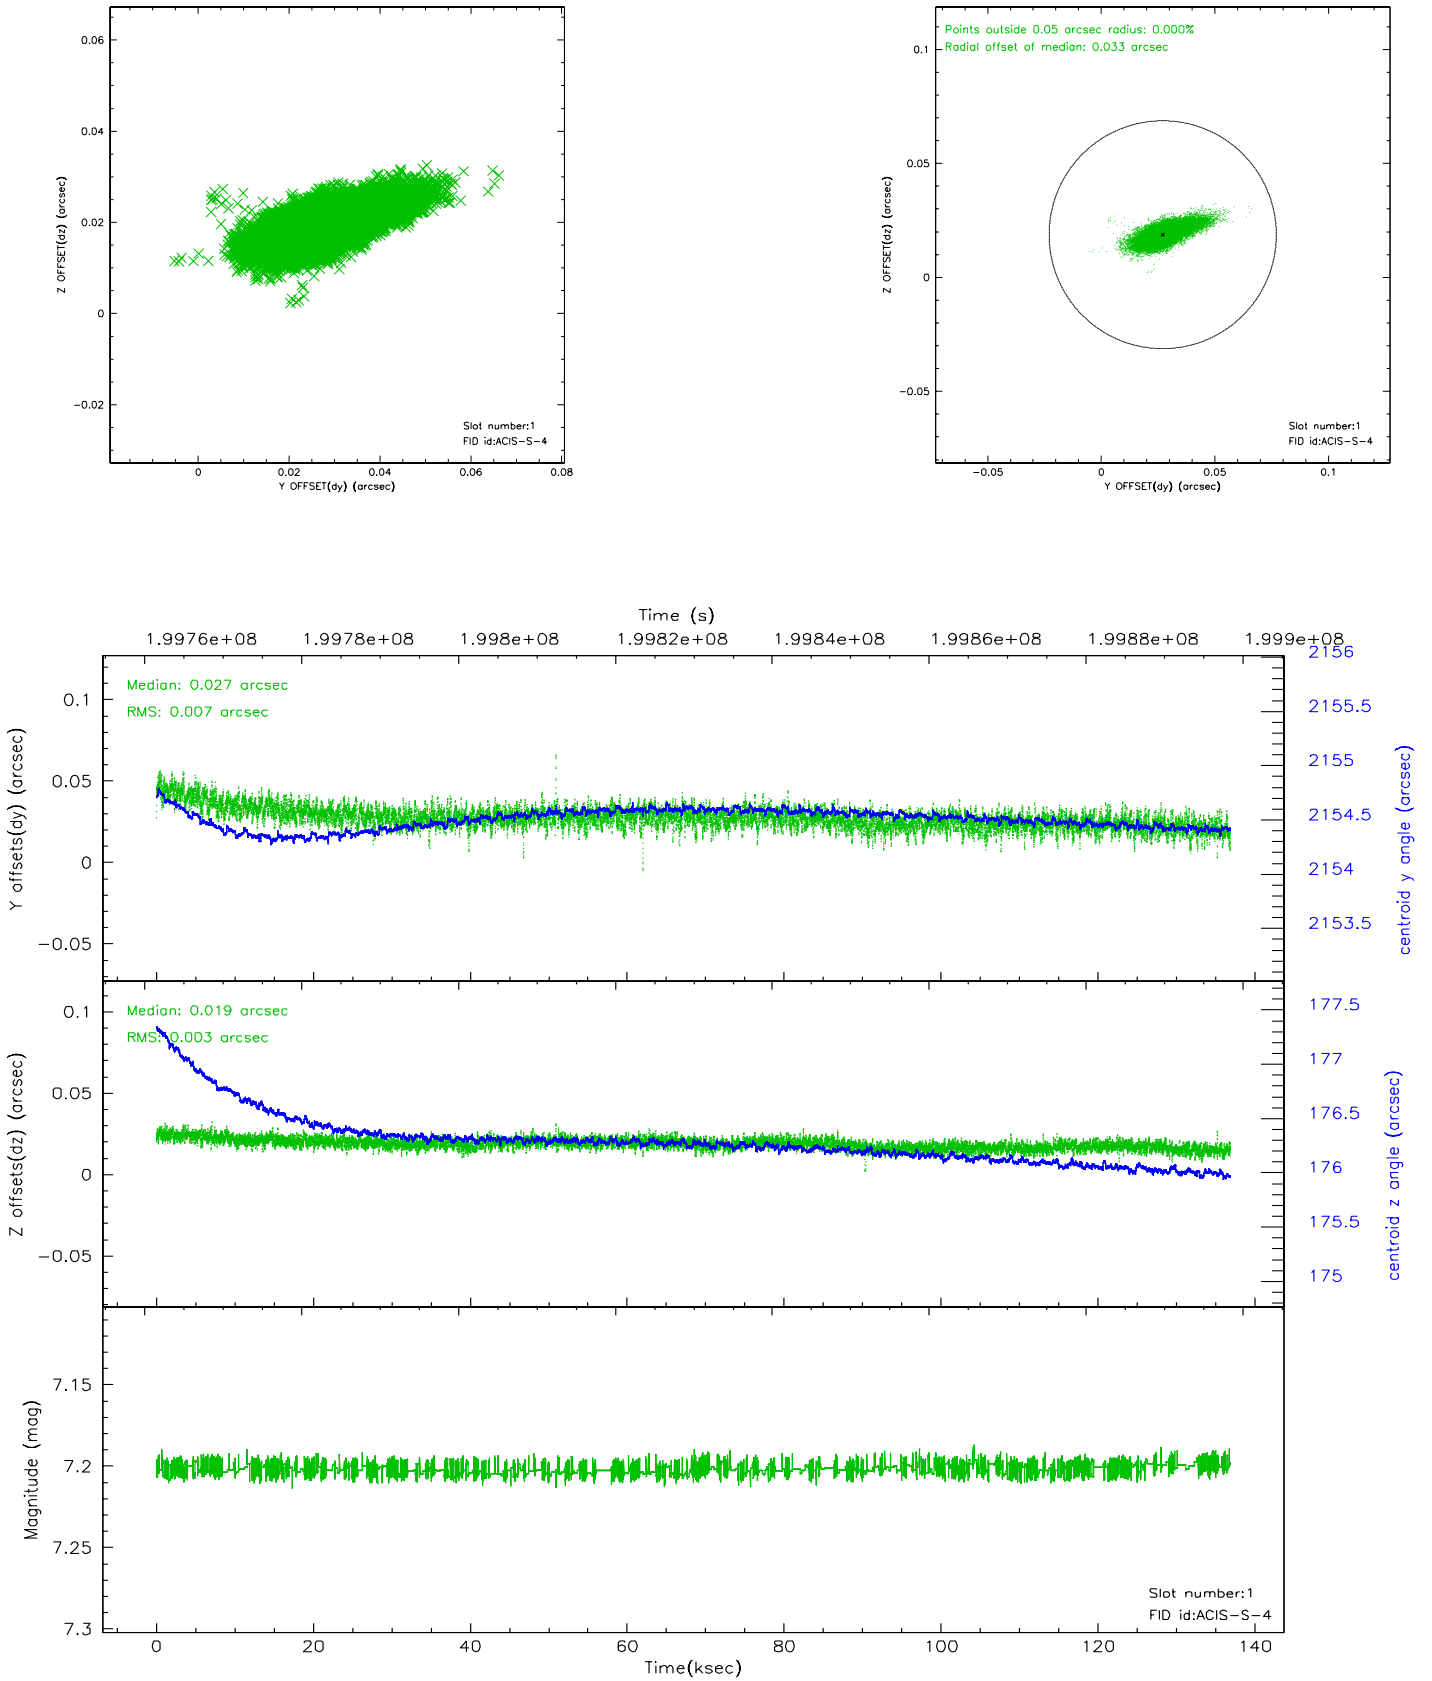 0.06
0.04
0.02
0
-0.02
Z OFFSET(dz) (arcsec)
Slot number:1
FID id:ACIS-S-4
0
0.02
0.04
0.06
0.08
Y OFFSET(dy) (arcsec)
Points outside 0.05 arcsec radius: 0.000%
Radial offset of median: 0.033 arcsec
0.1
0.05
0
-0.05
Z OFFSET(dz) (arcsec)
Slot number:1
FID id:ACIS-S-4
-0.05
0
0.05
0.1
Y OFFSET(dy) (arcsec)
Time (s)
1.9976e+08
1.9978e+08
1.998e+08
1.9982e+08
1.9984e+08
1.9986e+08
1.9988e+08
1.999e+08
Median: 0.027 arcsec
RMS: 0.007 arcsec
0.1
0.05
0
-0.05
Y offsets(dy) (arcsec)
2156
2155.5
2155
2154.5
2154
2153.5
centroid y angle (arcsec)
Median: 0.019 arcsec
RMS: 0.003 arcsec
0.1
0.05
0
-0.05
Z offsets(dz) (arcsec)
177.5
177
176.5
176
175.5
175
centroid z angle (arcsec)
7.15
7.2
7.25
7.3
Magnitude (mag)
Slot number:1
FID id:ACIS-S-4
0
20
40
60
80
100
120
140
Time(ksec)